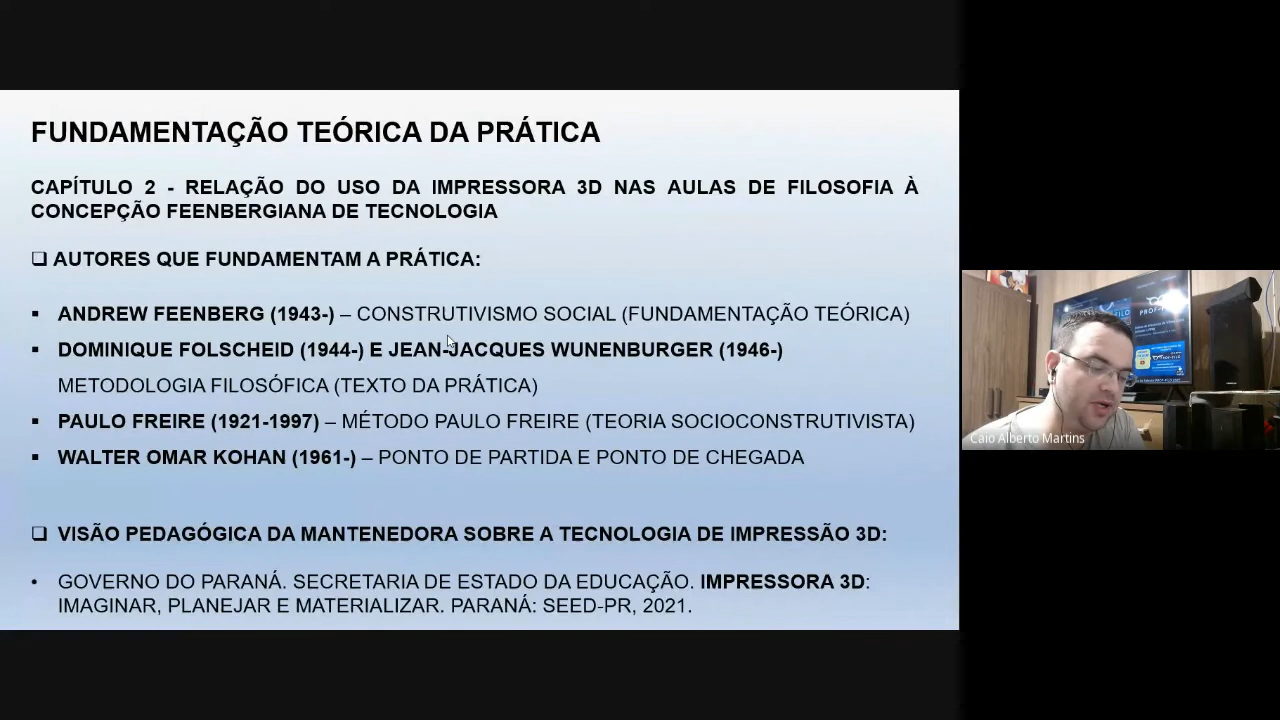 FUNDAMENTAÇÃO TEÓRICA DA PRÁTICA
CAPÍTULO 2 - RELAÇÃO DO USO DA IMPRESSORA 3D NAS AULAS DE FILOSOFIA À
CONCEPÇÃO FEENBERGIANA DE TECNOLOGIA
❑ AUTORES QUE FUNDAMENTAM A PRÁTICA:
▪ ANDREW FEENBERG (1943-) – CONSTRUTIVISMO SOCIAL (FUNDAMENTAÇÃO TEÓRICA)
▪ DOMINIQUE FOLSCHEID (1944-) E JEAN-JACQUES WUNENBURGER (1946-)
METODOLOGIA FILOSÓFICA (TEXTO DA PRÁTICA)
▪ PAULO FREIRE (1921-1997) – MÉTODO PAULO FREIRE (TEORIA SOCIOCONSTRUTIVISTA)
▪ WALTER OMAR KOHAN (1961-) – PONTO DE PARTIDA E PONTO DE CHEGADA
❑ VISÃO PEDAGÓGICA DA MANTENEDORA SOBRE A TECNOLOGIA DE IMPRESSÃO 3D:
• GOVERNO DO PARANÁ. SECRETARIA DE ESTADO DA EDUCAÇÃO. IMPRESSORA 3D:
IMAGINAR, PLANEJAR E MATERIALIZAR. PARANÁ: SEED-PR, 2021.
Caio Alberto Martins